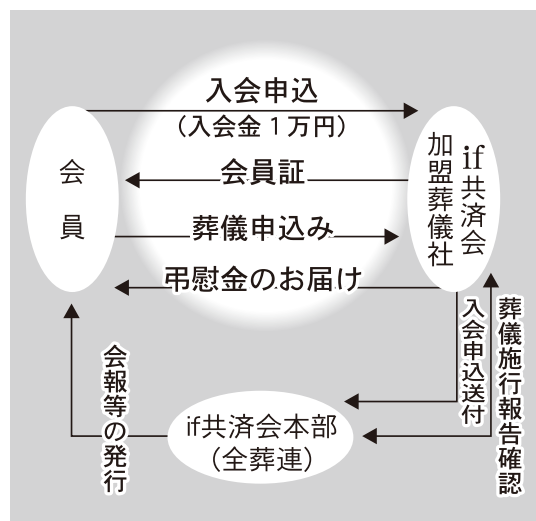 入会申込
（入会金１万円）
会員
会員証
if共済会
加盟葬儀社
葬儀申込み
弔慰金のお届け
入会申込送付
葬儀施行報告確認
会報等の発行
if共済会本部
（全葬連）